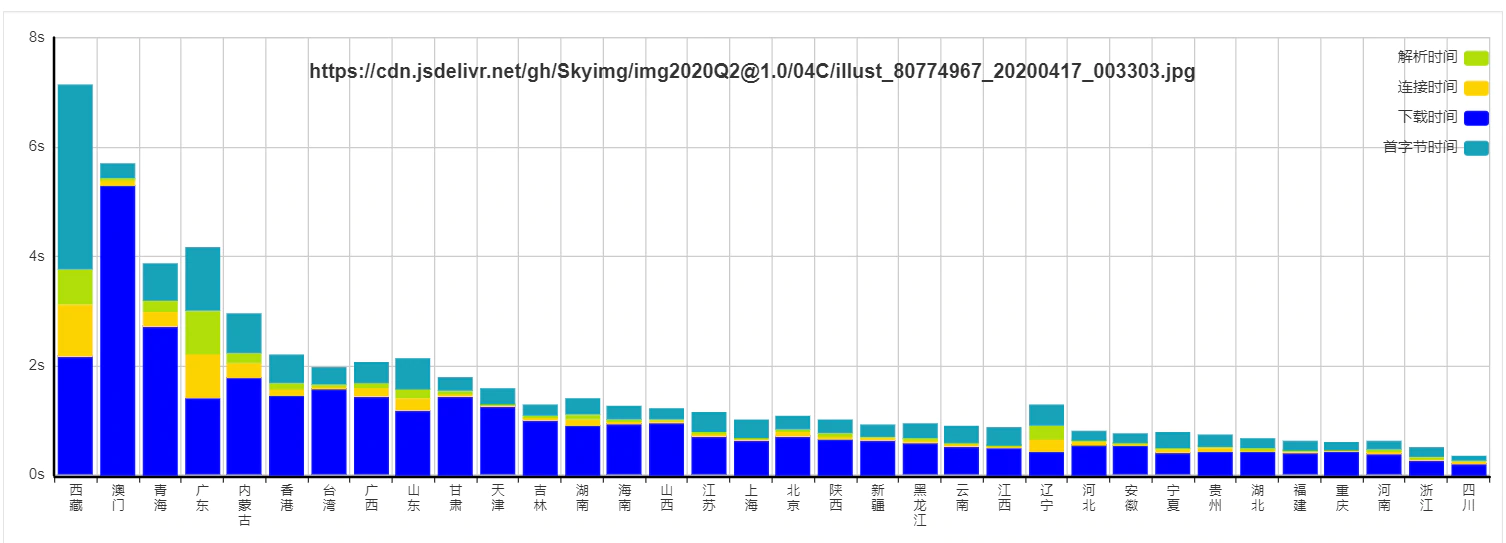 8s
https://cdn.jsdelivr.net/gh/Skyimg/img2020Q2@1.0/04C/illust_80774967_20200417_003303.jpg
解析时间
连接时间
下载时间
首字节时间
6s
4s
2s
0s
西藏
澳门
青海
广东
内蒙古
香港
台湾
广西
山东
甘肃
天津
吉林
湖南
海南
山西
江苏
上海
北京
陕西
新疆
黑龙江
云南
江西
辽宁
河北
安徽
宁夏
贵州
湖北
福建
重庆
河南
浙江
四川